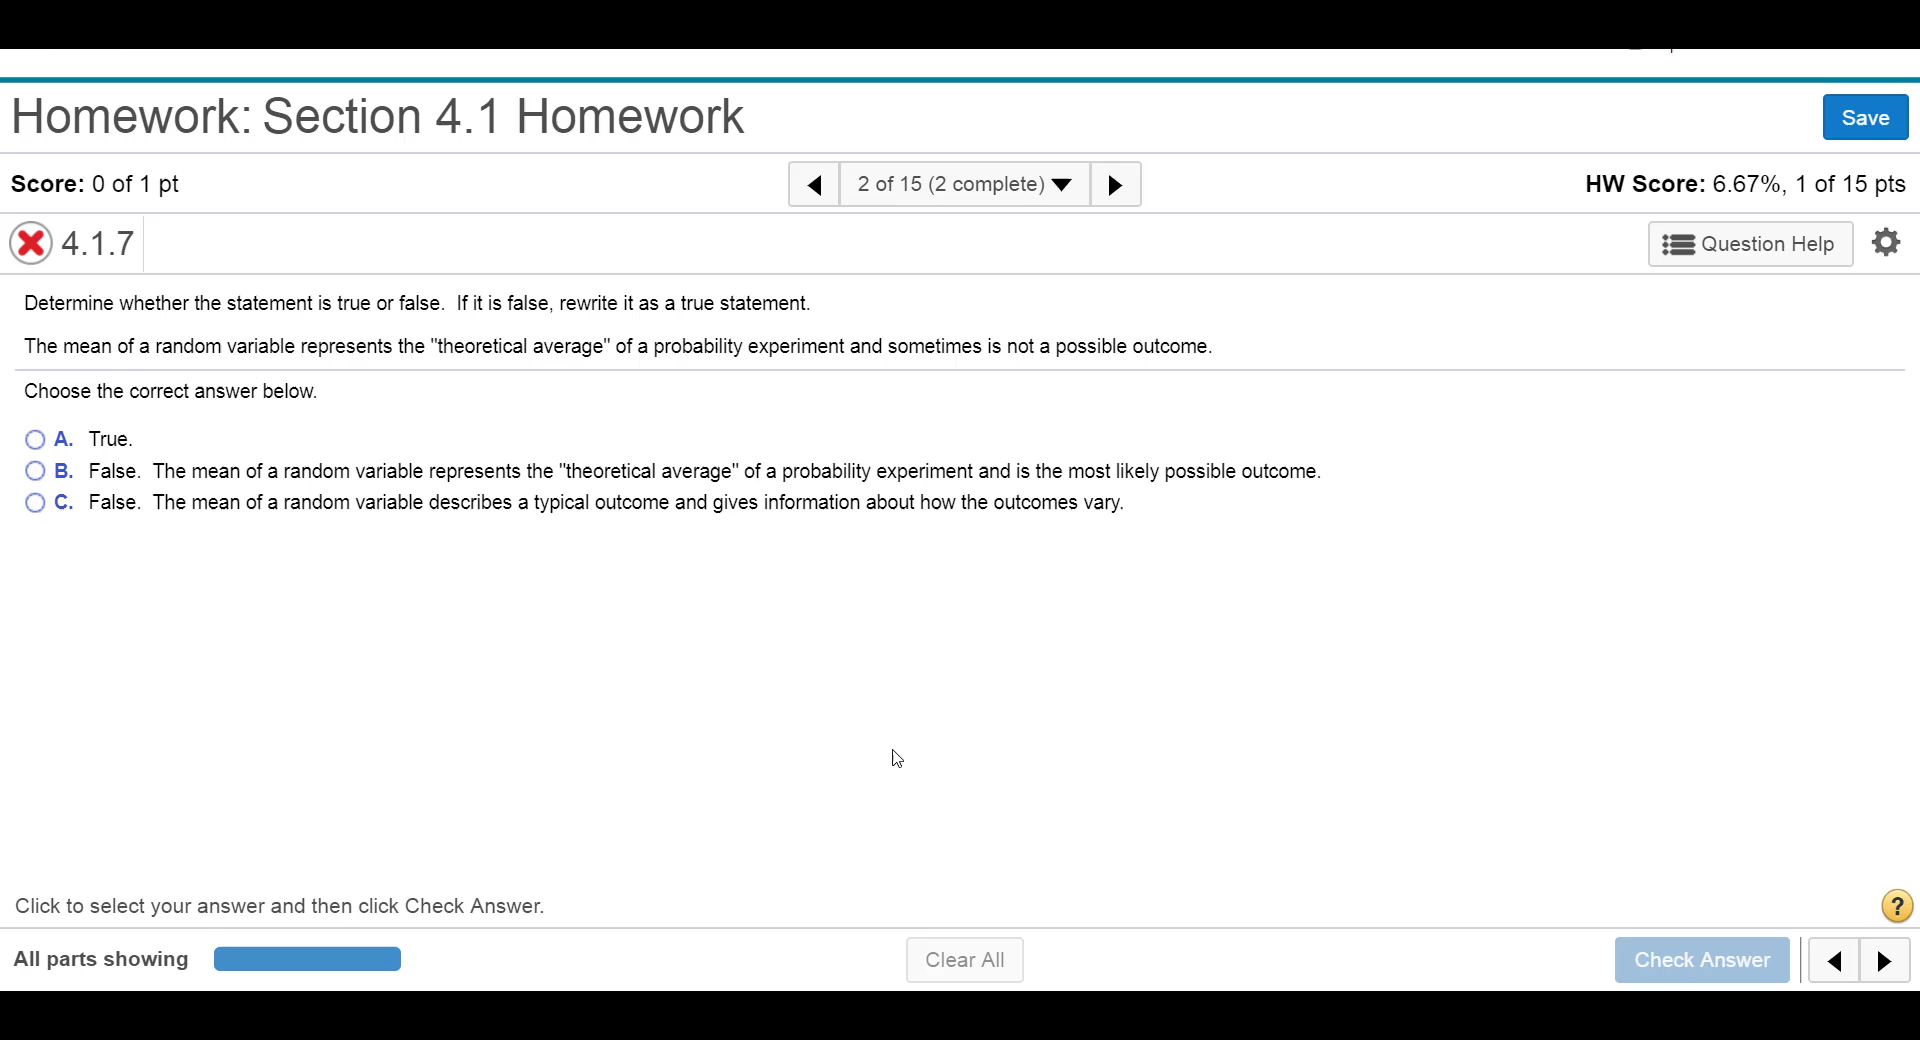 Homework: Section 4.1 Homework
Save
Score: 0 of 1 pt
2 of 15 (2 complete)
HW Score: 6.67%, 1 of 15 pts
4.1.7
Question Help
Determine whether the statement is true or false. If it is false, rewrite it as a true statement.
The mean of a random variable represents the "theoretical average" of a probability experiment and sometimes is not a possible outcome.
Choose the correct answer below.
A. True.
B. False. The mean of a random variable represents the "theoretical average" of a probability experiment and is the most likely possible outcome.
C. False. The mean of a random variable describes a typical outcome and gives information about how the outcomes vary.
Click to select your answer and then click Check Answer.
?
All parts showing
Clear All
Check Answer